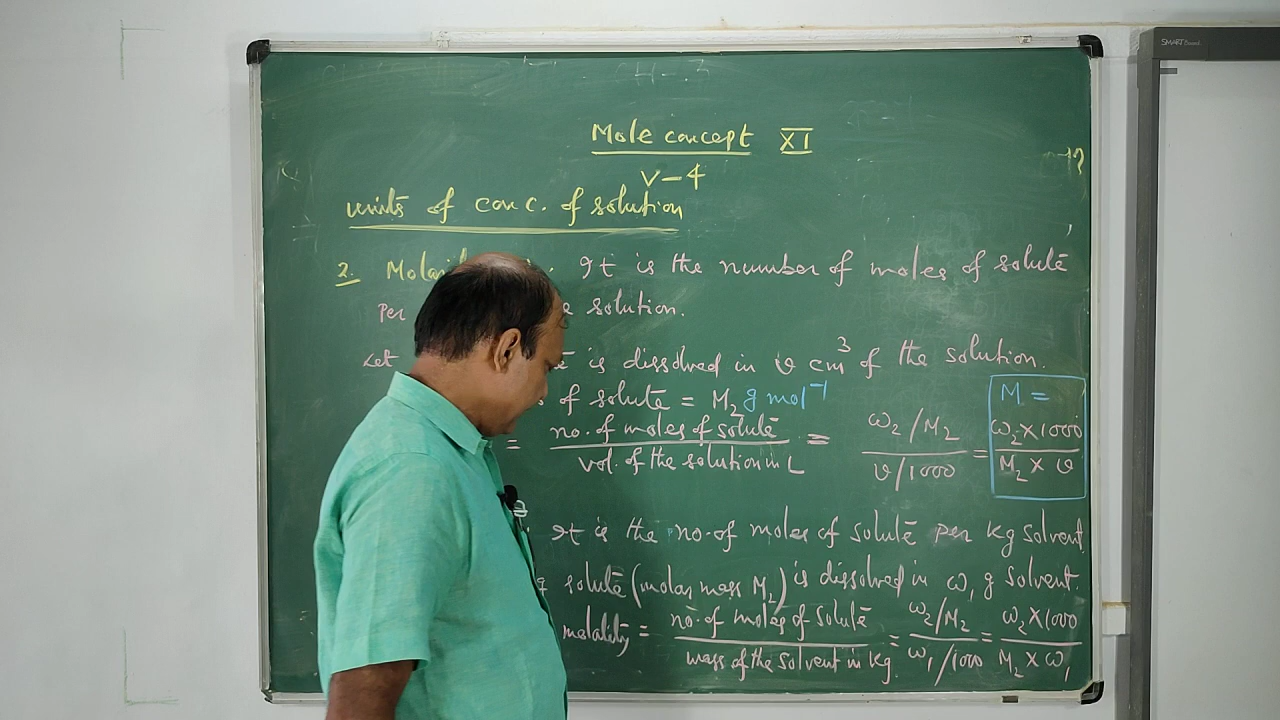 Mole concept XI
V-4
units of conc. of solution
2. It is the number of moles of solute
per solution.
Let is dissolved in v cm³ of the solution.
of solute = M₂ g mol⁻¹
= no. of moles of solute / vol. of the solution in L = w₂/M₂ / v/1000 = M = w₂×1000 / M₂ × v
It is the no. of moles of solute per kg solvent
g solute (molar mass M₂) is dissolved in w₁ g solvent.
molality = no. of moles of solute / mass of the solvent in kg. = w₂/M₂ / w₁/1000 = w₂×1000 / M₂ × w₁
SMART Board